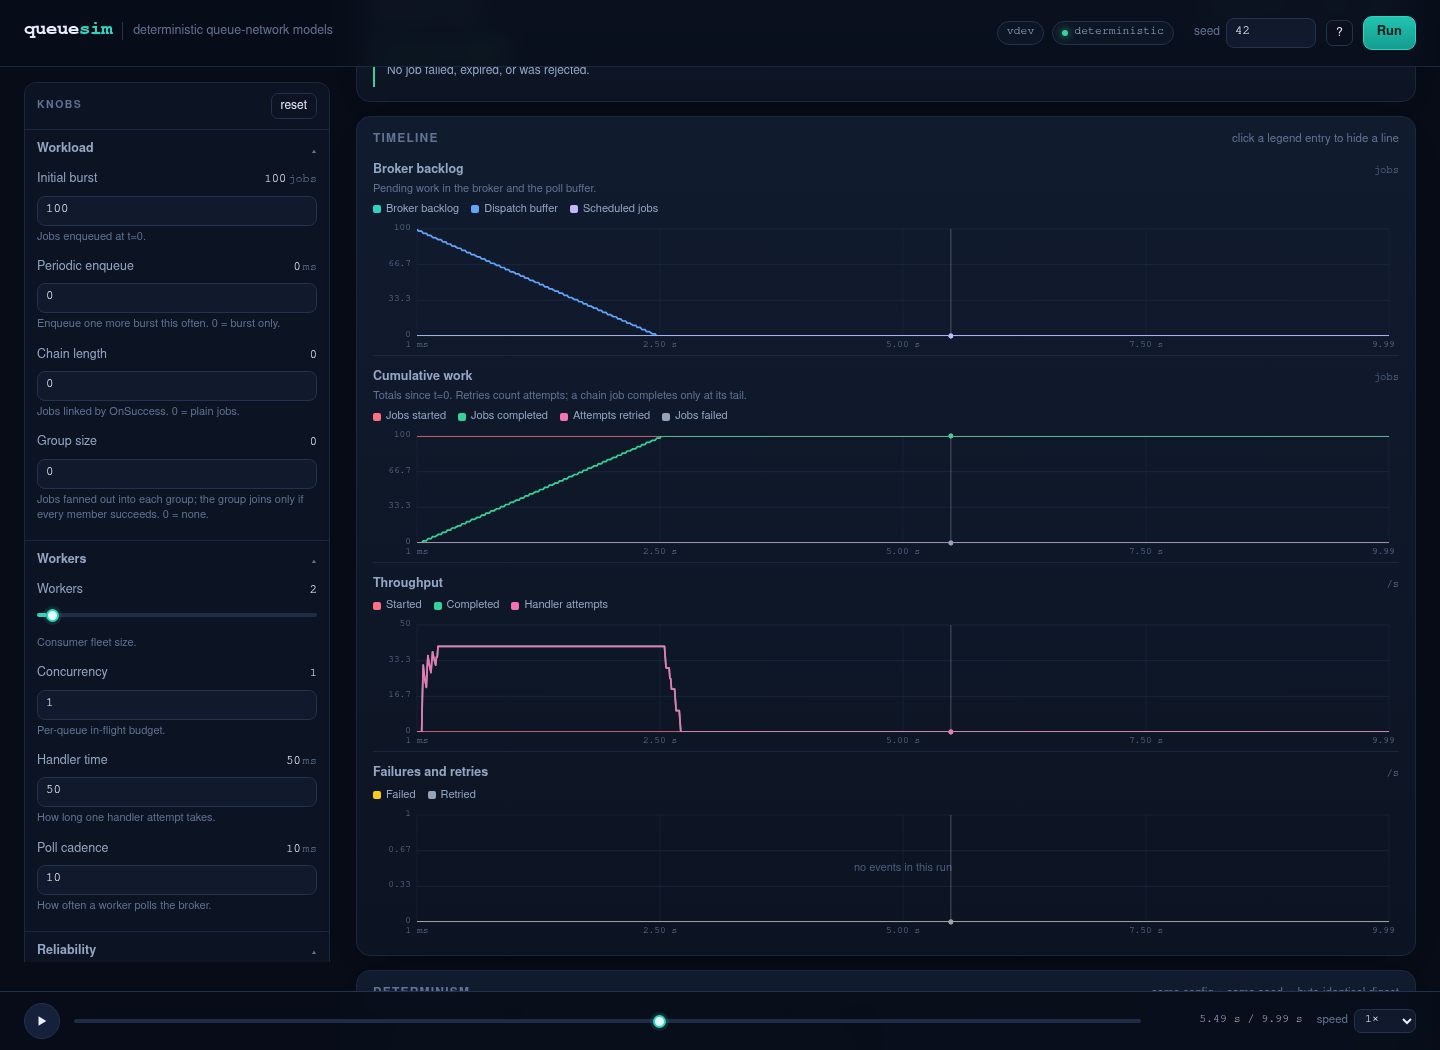 queuesim
deterministic queue-network models
vdev
deterministic
seed
42
?
Run
KNOBS
reset
Workload
Initial burst
100 jobs
100
Jobs enqueued at t=0.
Periodic enqueue
0 ms
0
Enqueue one more burst this often. 0 = burst only.
Chain length
0
0
Jobs linked by OnSuccess. 0 = plain jobs.
Group size
0
0
Jobs fanned out into each group; the group joins only if
every member succeeds. 0 = none.
Workers
Workers
2
Consumer fleet size.
Concurrency
1
1
Per-queue in-flight budget.
Handler time
50 ms
50
How long one handler attempt takes.
Poll cadence
10 ms
10
How often a worker polls the broker.
Reliability
No job failed, expired, or was rejected.
TIMELINE
click a legend entry to hide a line
Broker backlog
jobs
Pending work in the broker and the poll buffer.
Broker backlog
Dispatch buffer
Scheduled jobs
100
66.7
33.3
0
1 ms
2.50 s
5.00 s
7.50 s
9.99
Cumulative work
jobs
Totals since t=0. Retries count attempts; a chain job completes only at its tail.
Jobs started
Jobs completed
Attempts retried
Jobs failed
100
66.7
33.3
0
1 ms
2.50 s
5.00 s
7.50 s
9.99
Throughput
/s
Started
Completed
Handler attempts
50
33.3
16.7
0
1 ms
2.50 s
5.00 s
7.50 s
9.99
Failures and retries
/s
Failed
Retried
1
0.67
0.33
0
no events in this run
1 ms
2.50 s
5.00 s
7.50 s
9.99
DETERMINISM
5.49 s / 9.99 s
speed
1×